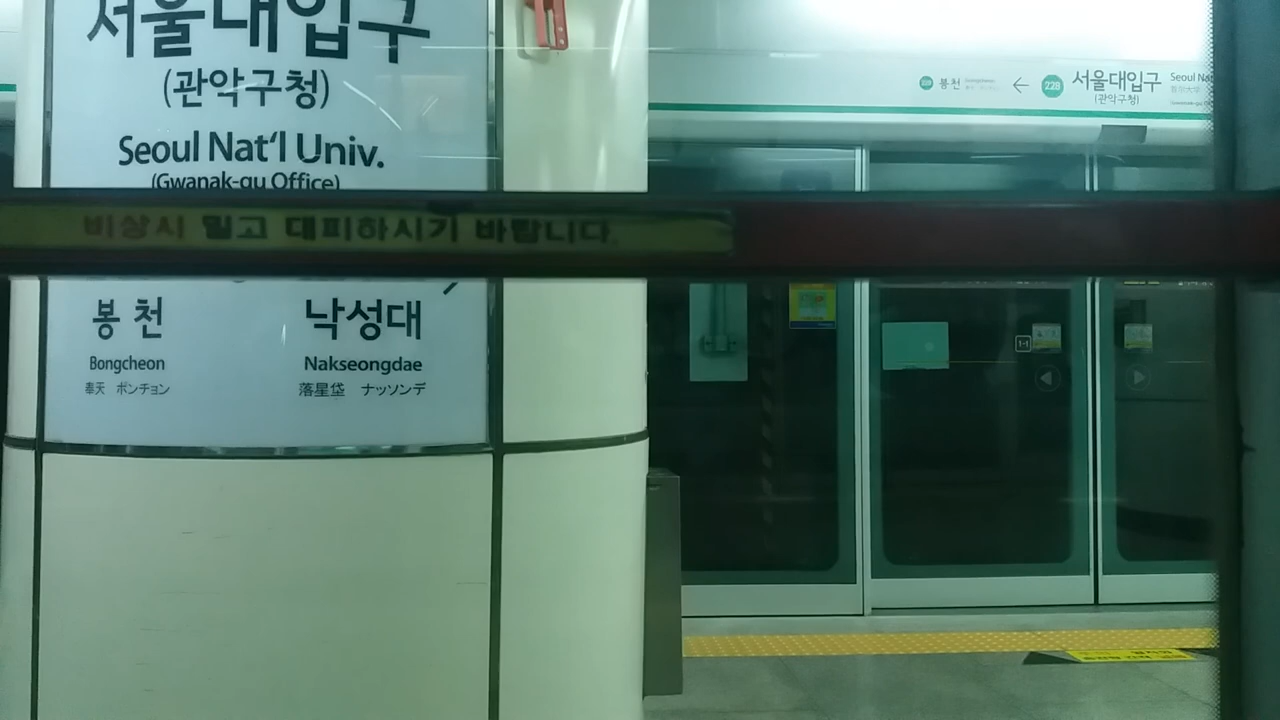 서울대입구
(관악구청)
Seoul Nat'l Univ.
(Gwanak-gu Office)
비상시 밀고 대피하시기 바랍니다.
봉천
Bongcheon
奉天 ボンチョン
낙성대
Nakseongdae
落星垈 ナッソンデ
봉천 ← 228 서울대입구
(관악구청)
Seoul Na